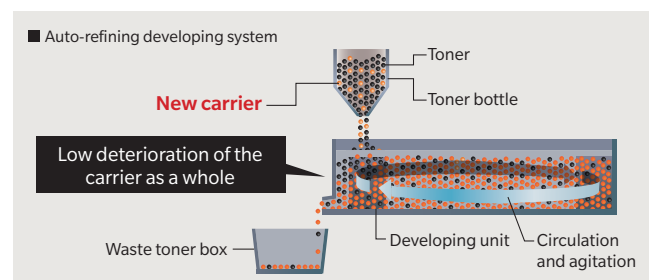 ■ Auto-refining developing system
Toner
New carrier
Toner bottle
Low deterioration of the
carrier as a whole
Waste toner box
Developing unit
Circulation
and agitation